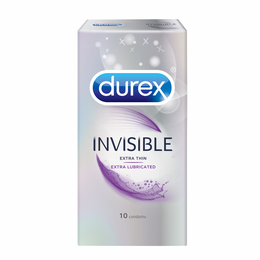 durex
INVISIBLE
EXTRA THIN
EXTRA LUBRICATED
10 condoms